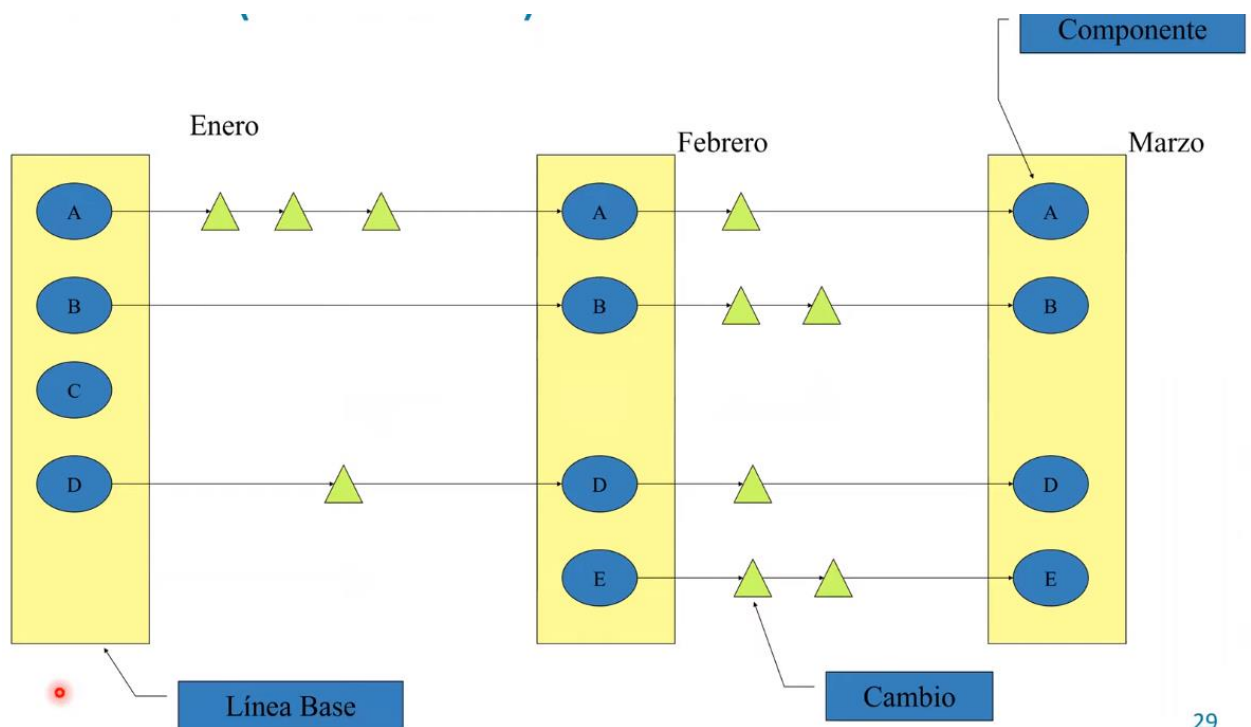 Componente
Enero
Febrero
Marzo
A
A
A
B
B
B
C
D
D
D
E
E
Línea Base
Cambio
29